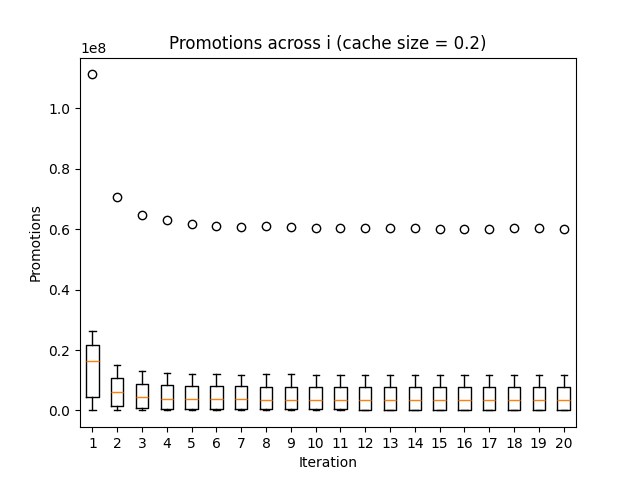 Promotions across i (cache size = 0.2)
1e8
1.0
0.8
0.6
0.4
0.2
0.0
Promotions
1 2 3 4 5 6 7 8 9 10 11 12 13 14 15 16 17 18 19 20
Iteration